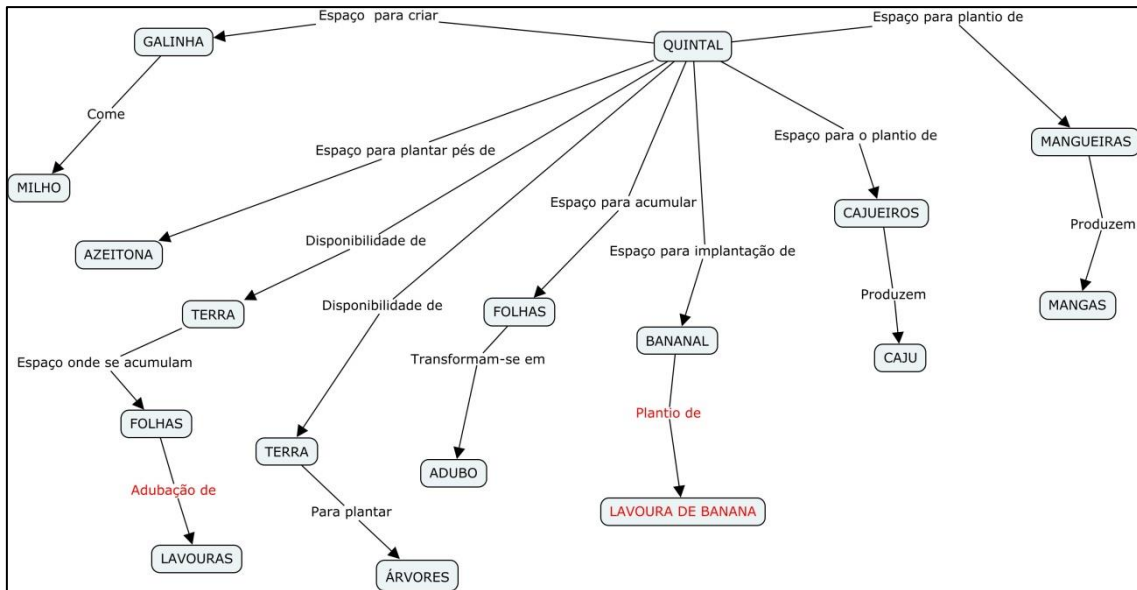 Espaço para criar
Espaço para plantio de
GALINHA
QUINTAL
Come
Espaço para o plantio de
MANGUEIRAS
Espaço para plantar pés de
MILHO
Espaço para acumular
CAJUEIROS
Produzem
AZEITONA
Disponibilidade de
Espaço para implantação de
Produzem
Disponibilidade de
MANGAS
TERRA
FOLHAS
BANANAL
CAJU
Espaço onde se acumulam
Transformam-se em
Plantio de
FOLHAS
TERRA
ADUBO
Adubação de
Para plantar
LAVOURA DE BANANA
LAVOURAS
ÁRVORES